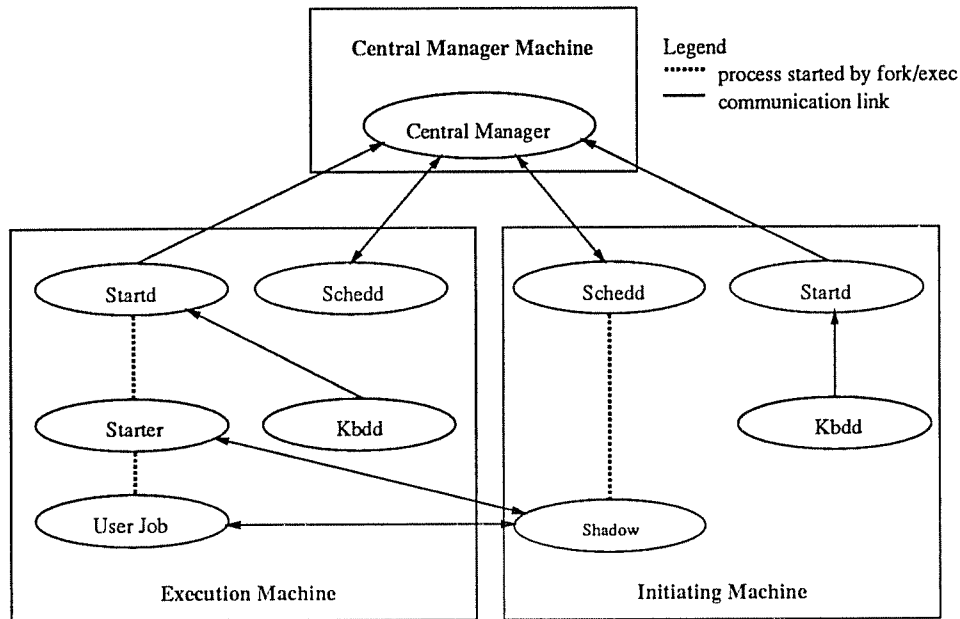 Central Manager Machine
Central Manager
Legend
process started by fork/exec
communication link
Startd
Schedd
Starter
Kbdd
User Job
Execution Machine
Schedd
Startd
Kbdd
Shadow
Initiating Machine